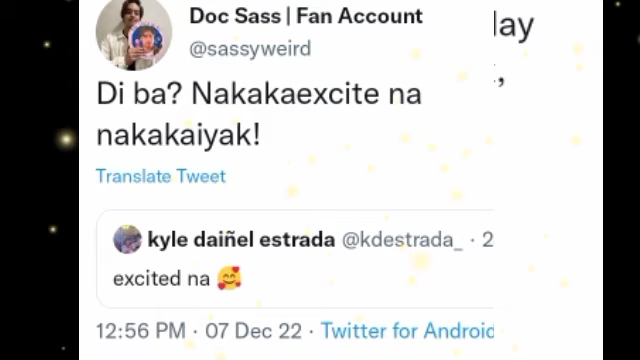 Doc Sass | Fan Account
@sassyweird
Di ba? Nakakaexcite na
nakakaiyak!
Translate Tweet
kyle daiñel estrada @kdestrada_ · 2
excited na 🥰
12:56 PM · 07 Dec 22 · Twitter for Android